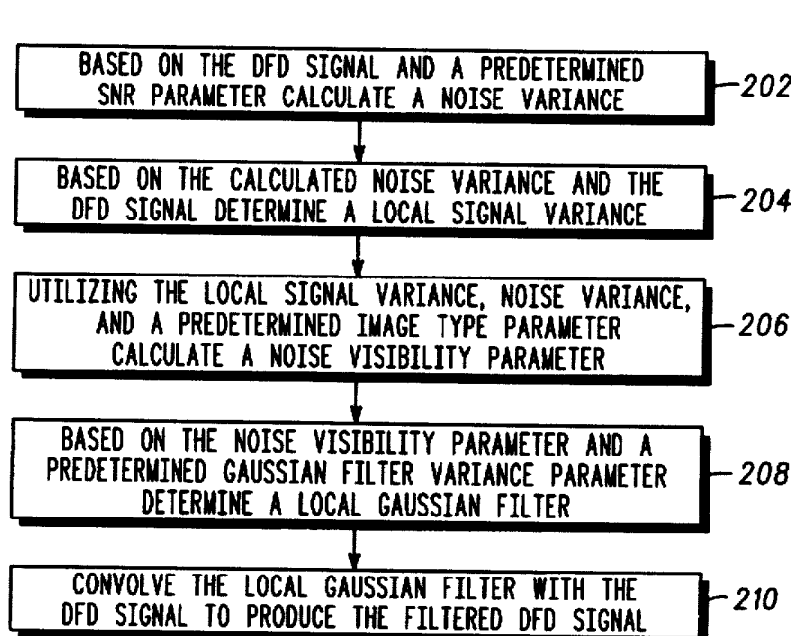 BASED ON THE DFD SIGNAL AND A PREDETERMINED
SNR PARAMETER CALCULATE A NOISE VARIANCE
202
BASED ON THE CALCULATED NOISE VARIANCE AND THE
DFD SIGNAL DETERMINE A LOCAL SIGNAL VARIANCE
204
UTILIZING THE LOCAL SIGNAL VARIANCE, NOISE VARIANCE,
AND A PREDETERMINED IMAGE TYPE PARAMETER
CALCULATE A NOISE VISIBILITY PARAMETER
206
BASED ON THE NOISE VISIBILITY PARAMETER AND A
PREDETERMINED GAUSSIAN FILTER VARIANCE PARAMETER
DETERMINE A LOCAL GAUSSIAN FILTER
208
CONVOLVE THE LOCAL GAUSSIAN FILTER WITH THE
DFD SIGNAL TO PRODUCE THE FILTERED DFD SIGNAL
210